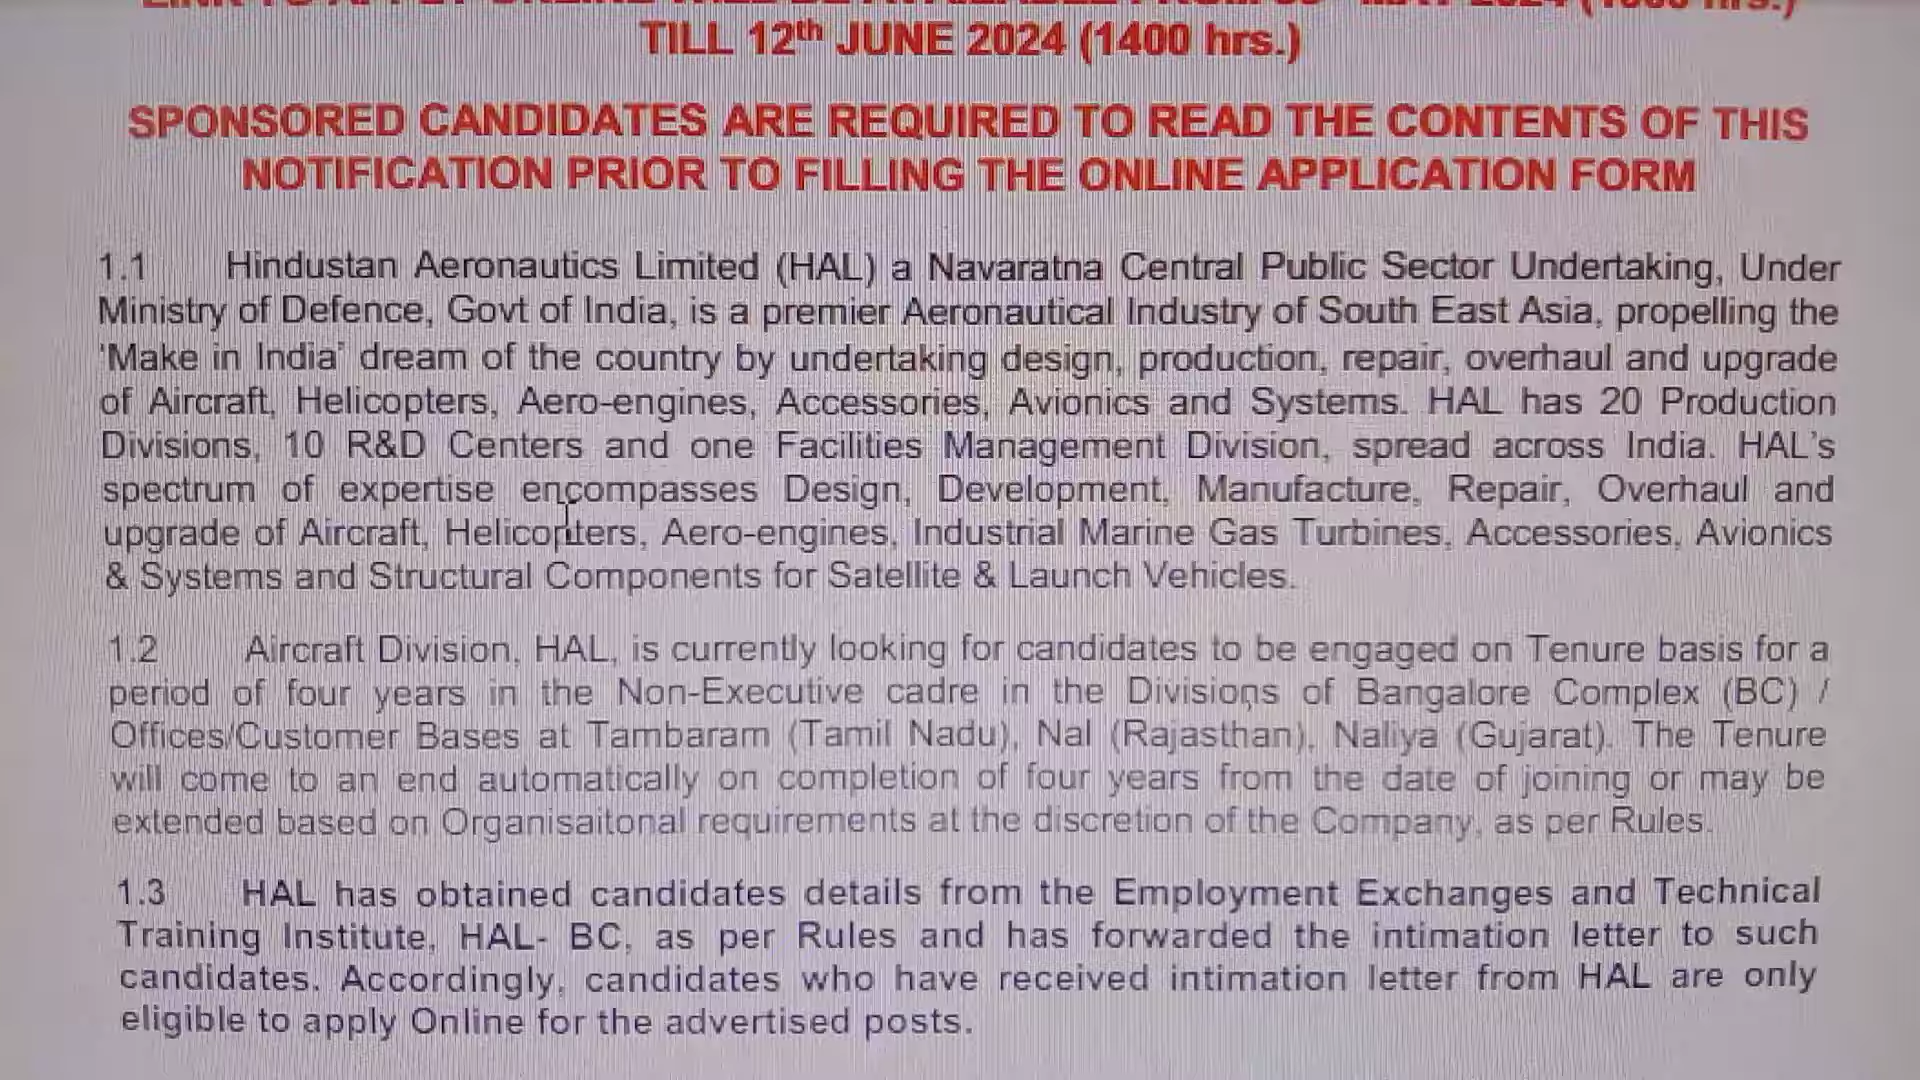 TILL 12th JUNE 2024 (1400 hrs.)
SPONSORED CANDIDATES ARE REQUIRED TO READ THE CONTENTS OF THIS
NOTIFICATION PRIOR TO FILLING THE ONLINE APPLICATION FORM
1.1 Hindustan Aeronautics Limited (HAL) a Navaratna Central Public Sector Undertaking, Under
Ministry of Defence, Govt of India, is a premier Aeronautical Industry of South East Asia, propelling the
'Make in India' dream of the country by undertaking design, production, repair, overhaul and upgrade
of Aircraft, Helicopters, Aero-engines, Accessories, Avionics and Systems. HAL has 20 Production
Divisions, 10 R&D Centers and one Facilities Management Division, spread across India. HAL's
spectrum of expertise encompasses Design, Development, Manufacture, Repair, Overhaul and
upgrade of Aircraft, Helicopters, Aero-engines, Industrial Marine Gas Turbines, Accessories, Avionics
& Systems and Structural Components for Satellite & Launch Vehicles.
1.2 Aircraft Division, HAL, is currently looking for candidates to be engaged on Tenure basis for a
period of four years in the Non-Executive cadre in the Divisions of Bangalore Complex (BC) /
Offices/Customer Bases at Tambaram (Tamil Nadu), Nal (Rajasthan), Naliya (Gujarat). The Tenure
will come to an end automatically on completion of four years from the date of joining or may be
extended based on Organisaitonal requirements at the discretion of the Company, as per Rules.
1.3 HAL has obtained candidates details from the Employment Exchanges and Technical
Training Institute, HAL- BC, as per Rules and has forwarded the intimation letter to such
candidates. Accordingly, candidates who have received intimation letter from HAL are only
eligible to apply Online for the advertised posts.